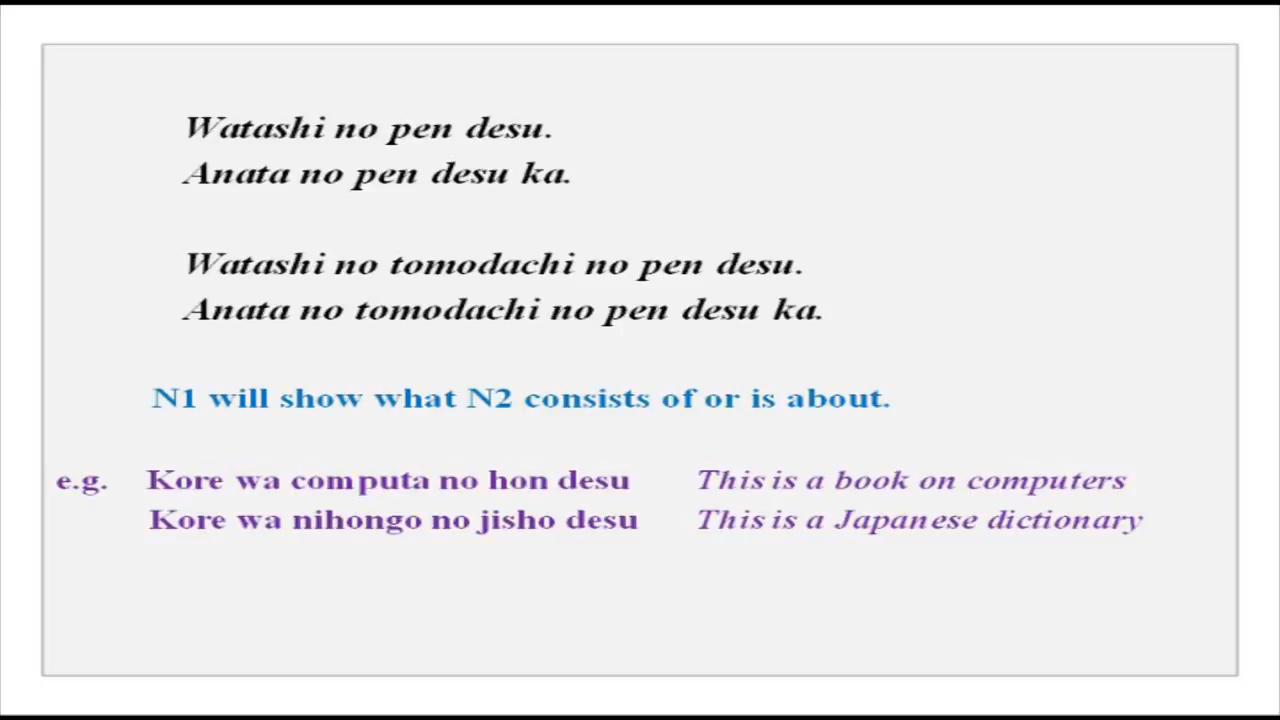 Watashi no pen desu.
Anata no pen desu ka.
Watashi no tomodachi no pen desu.
Anata no tomodachi no pen desu ka.
N1 will show what N2 consists of or is about.
e.g. Kore wa computa no hon desu This is a book on computers
Kore wa nihongo no jisho desu This is a Japanese dictionary